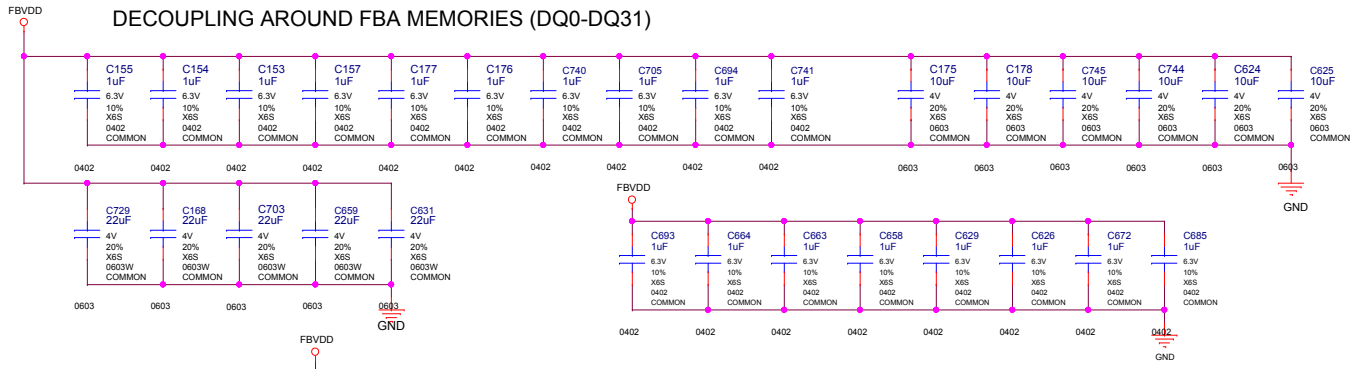 FBVDD
DECOUPLING AROUND FBA MEMORIES (DQ0-DQ31)
C155
1uF
6.3V
10%
X6S
0402
COMMON
0402
C154
1uF
6.3V
10%
X6S
0402
COMMON
0402
C153
1uF
6.3V
10%
X6S
0402
COMMON
0402
C157
1uF
6.3V
10%
X6S
0402
COMMON
0402
C177
1uF
6.3V
10%
X6S
0402
COMMON
0402
C176
1uF
6.3V
10%
X6S
0402
COMMON
0402
C740
1uF
6.3V
10%
X6S
0402
COMMON
0402
C705
1uF
6.3V
10%
X6S
0402
COMMON
0402
C694
1uF
6.3V
10%
X6S
0402
COMMON
0402
C741
1uF
6.3V
10%
X6S
0402
COMMON
0402
C175
10uF
4V
20%
X6S
0603
COMMON
0603
C178
10uF
4V
20%
X6S
0603
COMMON
0603
C745
10uF
4V
20%
X6S
0603
COMMON
0603
C744
10uF
4V
20%
X6S
0603
COMMON
0603
C624
10uF
4V
20%
X6S
0603
COMMON
0603
C625
10uF
4V
20%
X6S
0603
COMMON
0603
GND
C729
22uF
4V
20%
X6S
0603W
COMMON
0603
C168
22uF
4V
20%
X6S
0603W
COMMON
0603
C703
22uF
4V
20%
X6S
0603W
COMMON
0603
C659
22uF
4V
20%
X6S
0603W
COMMON
0603
C631
22uF
4V
20%
X6S
0603W
COMMON
0603
GND
FBVDD
C693
1uF
6.3V
10%
X6S
0402
COMMON
0402
C664
1uF
6.3V
10%
X6S
0402
COMMON
0402
C663
1uF
6.3V
10%
X6S
0402
COMMON
0402
C658
1uF
6.3V
10%
X6S
0402
COMMON
0402
C629
1uF
6.3V
10%
X6S
0402
COMMON
0402
C626
1uF
6.3V
10%
X6S
0402
COMMON
0402
C672
1uF
6.3V
10%
X6S
0402
COMMON
0402
C685
1uF
6.3V
10%
X6S
0402
COMMON
0402
GND
FBVDD